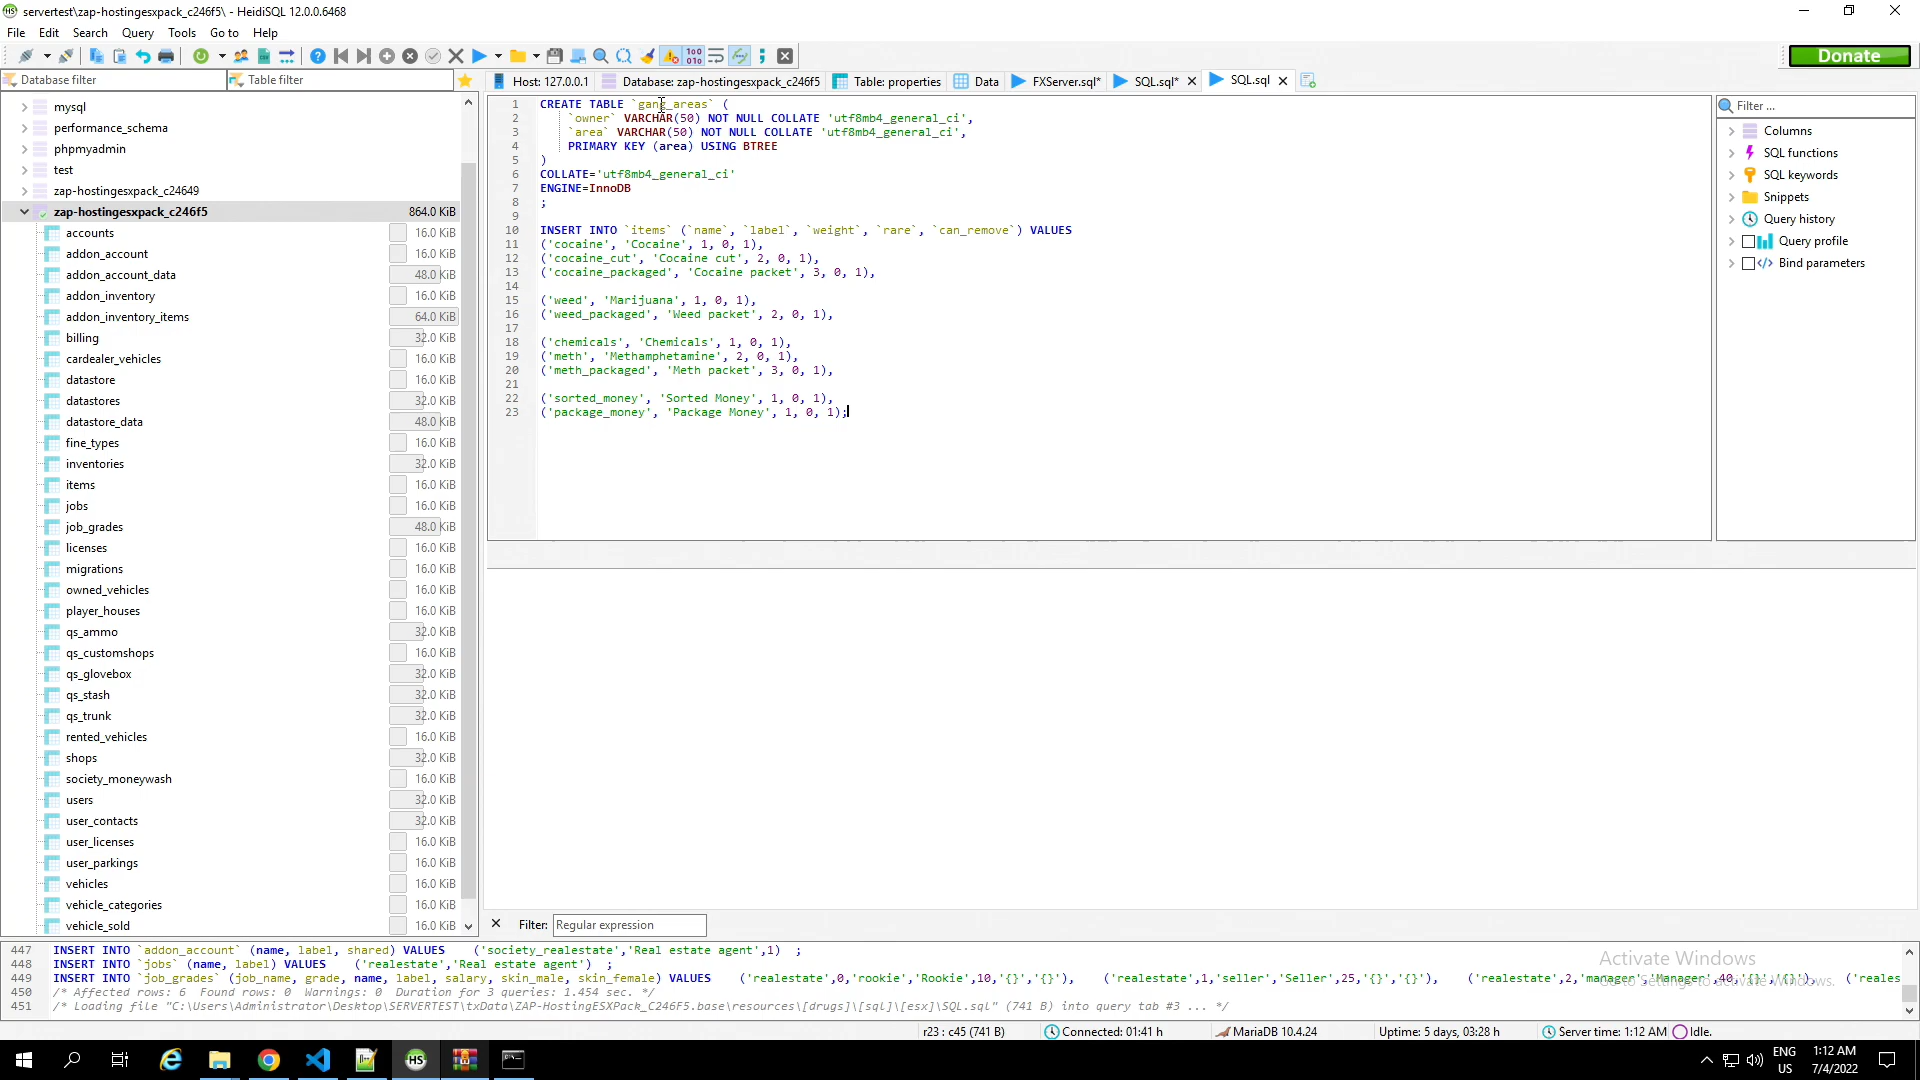 servertest\zap-hostingesxpack_c246f5\ - HeidiSQL 12.0.0.6468
File Edit Search Query Tools Go to Help
Donate
Database filter
Table filter
Host: 127.0.0.1
Database: zap-hostingesxpack_c246f5
Table: properties
Data
FXServer.sql*
SQL.sql*
SQL.sql
mysql
performance_schema
phpmyadmin
test
zap-hostingesxpack_c24649
zap-hostingesxpack_c246f5 864.0 KiB
accounts 16.0 KiB
addon_account 16.0 KiB
addon_account_data 48.0 KiB
addon_inventory 16.0 KiB
addon_inventory_items 64.0 KiB
billing 32.0 KiB
cardealer_vehicles 16.0 KiB
datastore 16.0 KiB
datastores 32.0 KiB
datastore_data 48.0 KiB
fine_types 16.0 KiB
inventories 32.0 KiB
items 16.0 KiB
jobs 16.0 KiB
job_grades 48.0 KiB
licenses 16.0 KiB
migrations 16.0 KiB
owned_vehicles 16.0 KiB
player_houses 16.0 KiB
qs_ammo 32.0 KiB
qs_customshops 16.0 KiB
qs_glovebox 32.0 KiB
qs_stash 32.0 KiB
qs_trunk 32.0 KiB
rented_vehicles 16.0 KiB
shops 32.0 KiB
society_moneywash 16.0 KiB
users 32.0 KiB
user_contacts 32.0 KiB
user_licenses 16.0 KiB
user_parkings 16.0 KiB
vehicles 16.0 KiB
vehicle_categories 16.0 KiB
vehicle_sold 16.0 KiB
1 CREATE TABLE `gang_areas` (
2 `owner` VARCHAR(50) NOT NULL COLLATE 'utf8mb4_general_ci',
3 `area` VARCHAR(50) NOT NULL COLLATE 'utf8mb4_general_ci',
4 PRIMARY KEY (area) USING BTREE
5 )
6 COLLATE='utf8mb4_general_ci'
7 ENGINE=InnoDB
8 ;
9
10 INSERT INTO `items` (`name`, `label`, `weight`, `rare`, `can_remove`) VALUES
11 ('cocaine', 'Cocaine', 1, 0, 1),
12 ('cocaine_cut', 'Cocaine cut', 2, 0, 1),
13 ('cocaine_packaged', 'Cocaine packet', 3, 0, 1),
14
15 ('weed', 'Marijuana', 1, 0, 1),
16 ('weed_packaged', 'Weed packet', 2, 0, 1),
17
18 ('chemicals', 'Chemicals', 1, 0, 1),
19 ('meth', 'Methamphetamine', 2, 0, 1),
20 ('meth_packaged', 'Meth packet', 3, 0, 1),
21
22 ('sorted_money', 'Sorted Money', 1, 0, 1),
23 ('package_money', 'Package Money', 1, 0, 1);
Filter ...
Columns
SQL functions
SQL keywords
Snippets
Query history
Query profile
Bind parameters
Filter: Regular expression
447 INSERT INTO `addon_account` (name, label, shared) VALUES ('society_realestate','Real estate agent',1) ;
448 INSERT INTO `jobs` (name, label) VALUES ('realestate','Real estate agent') ;
449 INSERT INTO `job_grades` (job_name, grade, name, label, salary, skin_male, skin_female) VALUES ('realestate',0,'rookie','Rookie',10,'{}','{}'), ('realestate',1,'seller','Seller',25,'{}','{}'), ('realestate',2,'manager','Manager',40,'{}','{}'), ('reales
450 /* Affected rows: 6 Found rows: 0 Warnings: 0 Duration for 3 queries: 1.454 sec. */
451 /* Loading file "C:\Users\Administrator\Desktop\SERVERTEST\txData\ZAP-HostingESXPack_C246F5.base\resources\[drugs]\[sql]\[esx]\SQL.sql" (741 B) into query tab #3 ... */
Activate Windows
Go to Settings to activate Windows.
r23 : c45 (741 B)
Connected: 01:41 h
MariaDB 10.4.24
Uptime: 5 days, 03:28 h
Server time: 1:12 AM
Idle.
ENG
US
1:12 AM
7/4/2022